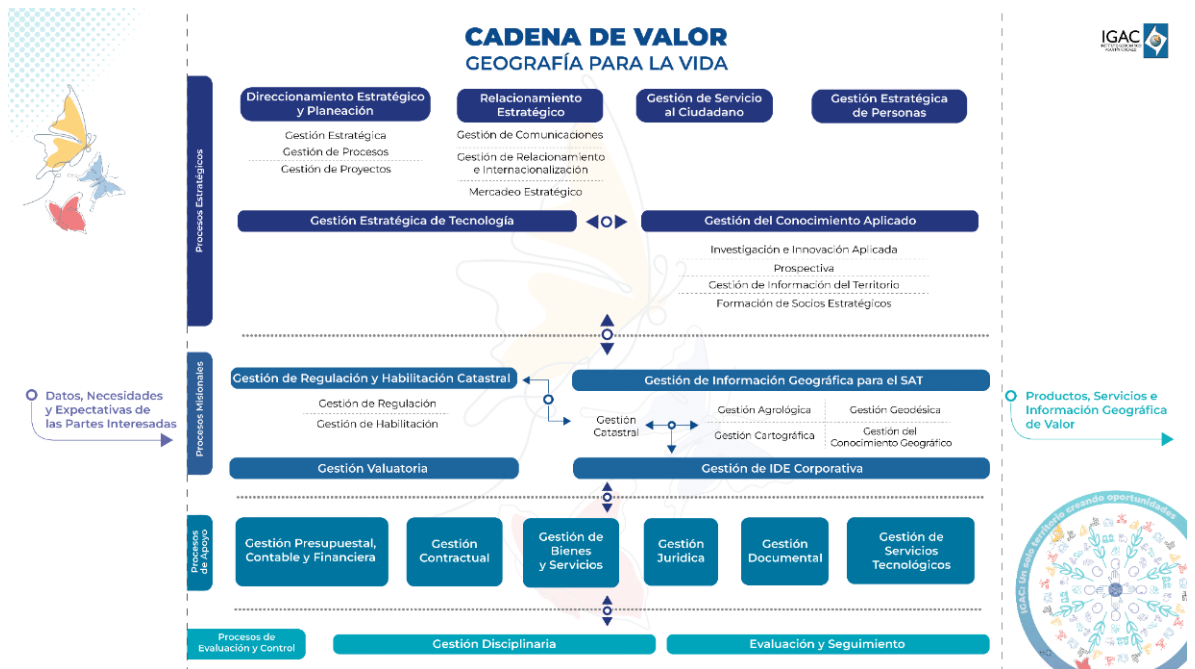 CADENA DE VALOR
GEOGRAFÍA PARA LA VIDA
IGAC
INSTITUTO GEOGRÁFICO
AGUSTÍN CODAZZI
Procesos Estratégicos
Direccionamiento Estratégico
y Planeación
Gestión Estratégica
Gestión de Procesos
Gestión de Proyectos
Relacionamiento
Estratégico
Gestión de Comunicaciones
Gestión de Relacionamiento
e Internacionalización
Mercadeo Estratégico
Gestión de Servicio
al Ciudadano
Gestión Estratégica
de Personas
Gestión Estratégica de Tecnología
Gestión del Conocimiento Aplicado
Investigación e Innovación Aplicada
Prospectiva
Gestión de Información del Territorio
Formación de Socios Estratégicos
Datos, Necesidades
y Expectativas de
las Partes Interesadas
Procesos Misionales
Gestión de Regulación y Habilitación Catastral
Gestión de Regulación
Gestión de Habilitación
Gestión de Información Geográfica para el SAT
Gestión
Catastral
Gestión Agrológica
Gestión Geodésica
Gestión Cartográfica
Gestión del
Conocimiento Geográfico
Gestión Valuatoria
Gestión de IDE Corporativa
Productos, Servicios e
Información Geográfica
de Valor
Procesos
de Apoyo
Gestión Presupuestal,
Contable y Financiera
Gestión
Contractual
Gestión de
Bienes
y Servicios
Gestión
Jurídica
Gestión
Documental
Gestión de
Servicios
Tecnológicos
Procesos de
Evaluación y Control
Gestión Disciplinaria
Evaluación y Seguimiento
IGAC: Un solo territorio creando oportunidades